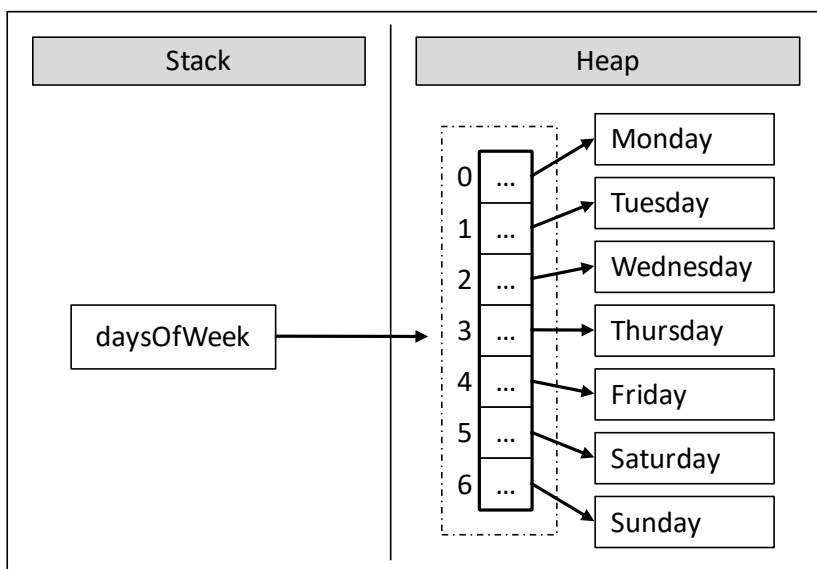 Stack
Heap
daysOfWeek
0 ... Monday
1 ... Tuesday
2 ... Wednesday
3 ... Thursday
4 ... Friday
5 ... Saturday
6 ... Sunday